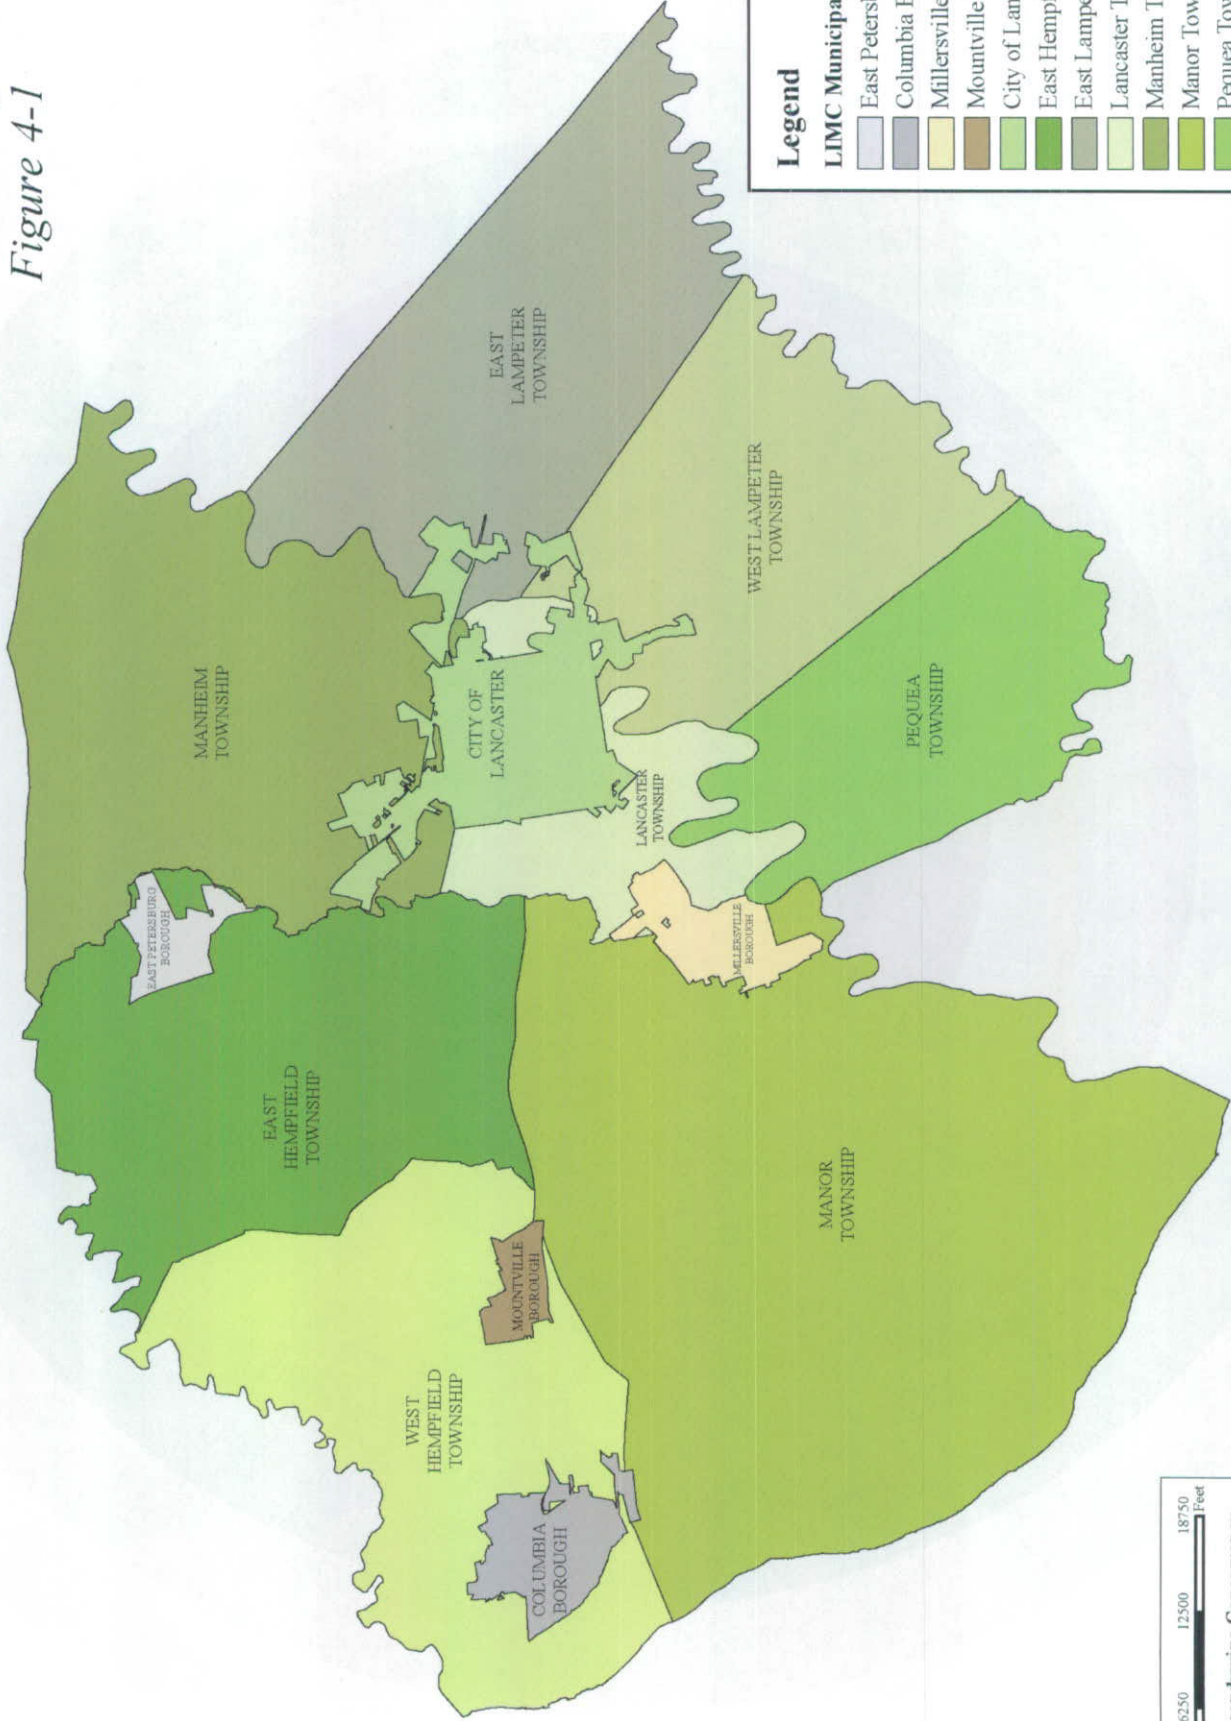 Figure 4-1
MANHEIM
TOWNSHIP
EAST
LAMPETER
TOWNSHIP
EAST PETERSBURG
BOROUGH
CITY OF
LANCASTER
EAST
HEMPFIELD
TOWNSHIP
WEST LAMPETER
TOWNSHIP
LANCASTER
TOWNSHIP
PEQUEA
TOWNSHIP
MILLERSVILLE
BOROUGH
MOUNTVILLE
BOROUGH
WEST
HEMPFIELD
TOWNSHIP
MANOR
TOWNSHIP
COLUMBIA
BOROUGH
Legend
LIMC Municipa
East Petersb
Columbia B
Millersville
Mountville
City of Lan
East Hempf
East Lampe
Lancaster T
Manheim T
Manor Tow
Pequea Tow
6250 12500 18750
Feet